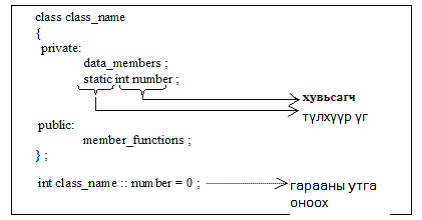 class class_name
{
private:
data_members ;
static int number ;
хувьсагч
түлхүүр үг
public:
member_functions ;
} ;
int class_name :: number = 0 ;
гарааны утга
оноох